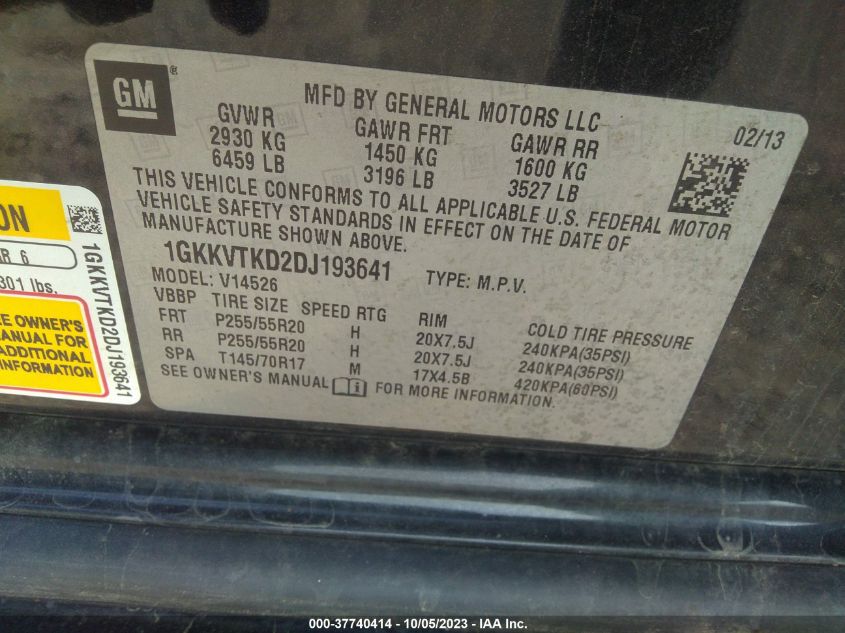 GM
MFD BY GENERAL MOTORS LLC
02/13
GVWR GAWR FRT GAWR RR
2930 KG 1450 KG 1600 KG
6459 LB 3196 LB 3527 LB
THIS VEHICLE CONFORMS TO ALL APPLICABLE U.S. FEDERAL MOTOR
VEHICLE SAFETY STANDARDS IN EFFECT ON THE DATE OF
MANUFACTURE SHOWN ABOVE.
1GKKVTKD2DJ193641 TYPE: M.P.V.
MODEL: V14526
VBBP TIRE SIZE SPEED RTG RIM COLD TIRE PRESSURE
FRT P255/55R20 H 20X7.5J 240KPA(35PSI)
RR P255/55R20 H 20X7.5J 240KPA(35PSI)
SPA T145/70R17 M 17X4.5B 420KPA(60PSI)
SEE OWNER'S MANUAL FOR MORE INFORMATION.
ON
R 6
301 lbs.
EE OWNER'S
MANUAL FOR
ADDITIONAL
INFORMATION
1GKKVTKD2DJ193641
000-37740414 - 10/05/2023 - IAA Inc.